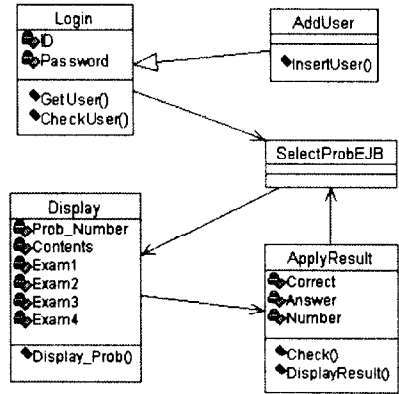 Login
ID
Password
GetUser()
CheckUser()
AddUser
InsertUser()
SelectProbEJB
Display
Prob_Number
Contents
Exam1
Exam2
Exam3
Exam4
Display_Prob()
ApplyResult
Correct
Answer
Number
Check()
DisplayResult()